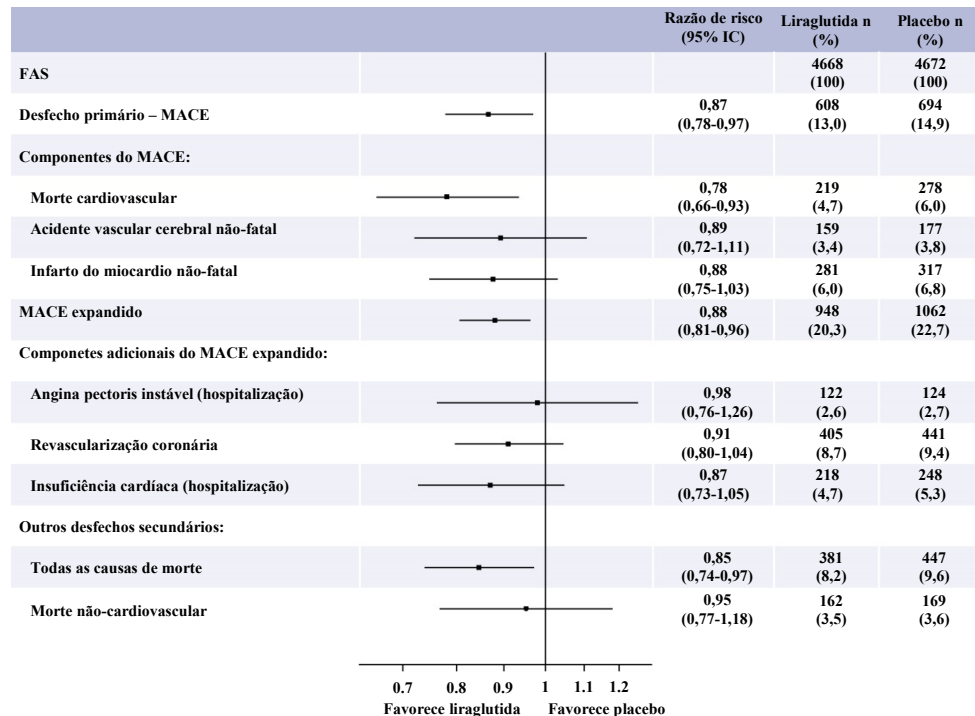 Razão de risco Liraglutida n Placebo n
(95% IC) (%) (%)
FAS 4668 4672
(100) (100)
Desfecho primário – MACE 0,87 608 694
(0,78-0,97) (13,0) (14,9)
Componentes do MACE:
Morte cardiovascular 0,78 219 278
(0,66-0,93) (4,7) (6,0)
Acidente vascular cerebral não-fatal 0,89 159 177
(0,72-1,11) (3,4) (3,8)
Infarto do miocardio não-fatal 0,88 281 317
(0,75-1,03) (6,0) (6,8)
MACE expandido 0,88 948 1062
(0,81-0,96) (20,3) (22,7)
Componetes adicionais do MACE expandido:
Angina pectoris instável (hospitalização) 0,98 122 124
(0,76-1,26) (2,6) (2,7)
Revascularização coronária 0,91 405 441
(0,80-1,04) (8,7) (9,4)
Insuficiência cardíaca (hospitalização) 0,87 218 248
(0,73-1,05) (4,7) (5,3)
Outros desfechos secundários:
Todas as causas de morte 0,85 381 447
(0,74-0,97) (8,2) (9,6)
Morte não-cardiovascular 0,95 162 169
(0,77-1,18) (3,5) (3,6)
0.7 0.8 0.9 1 1.1 1.2
Favorece liraglutida Favorece placebo